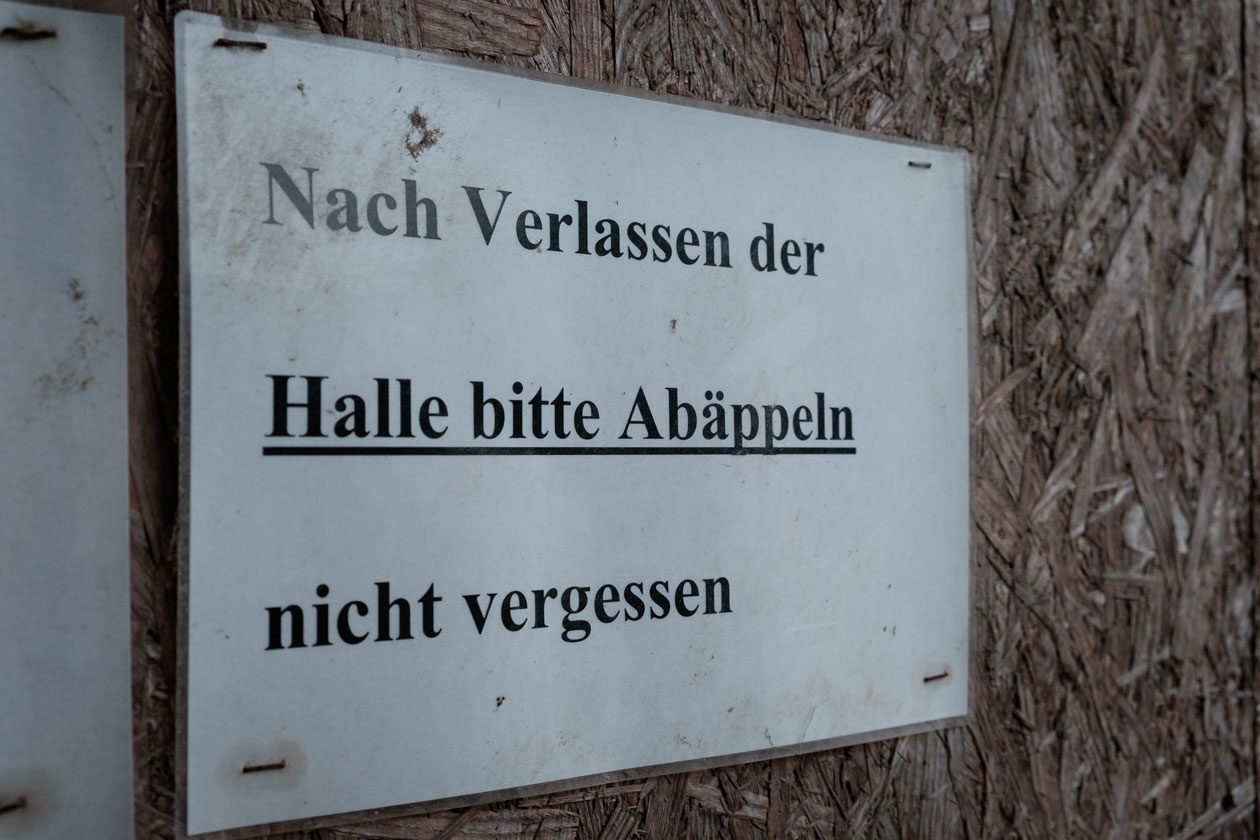 Nach Verlassen der
Halle bitte Abäppeln
nicht vergessen